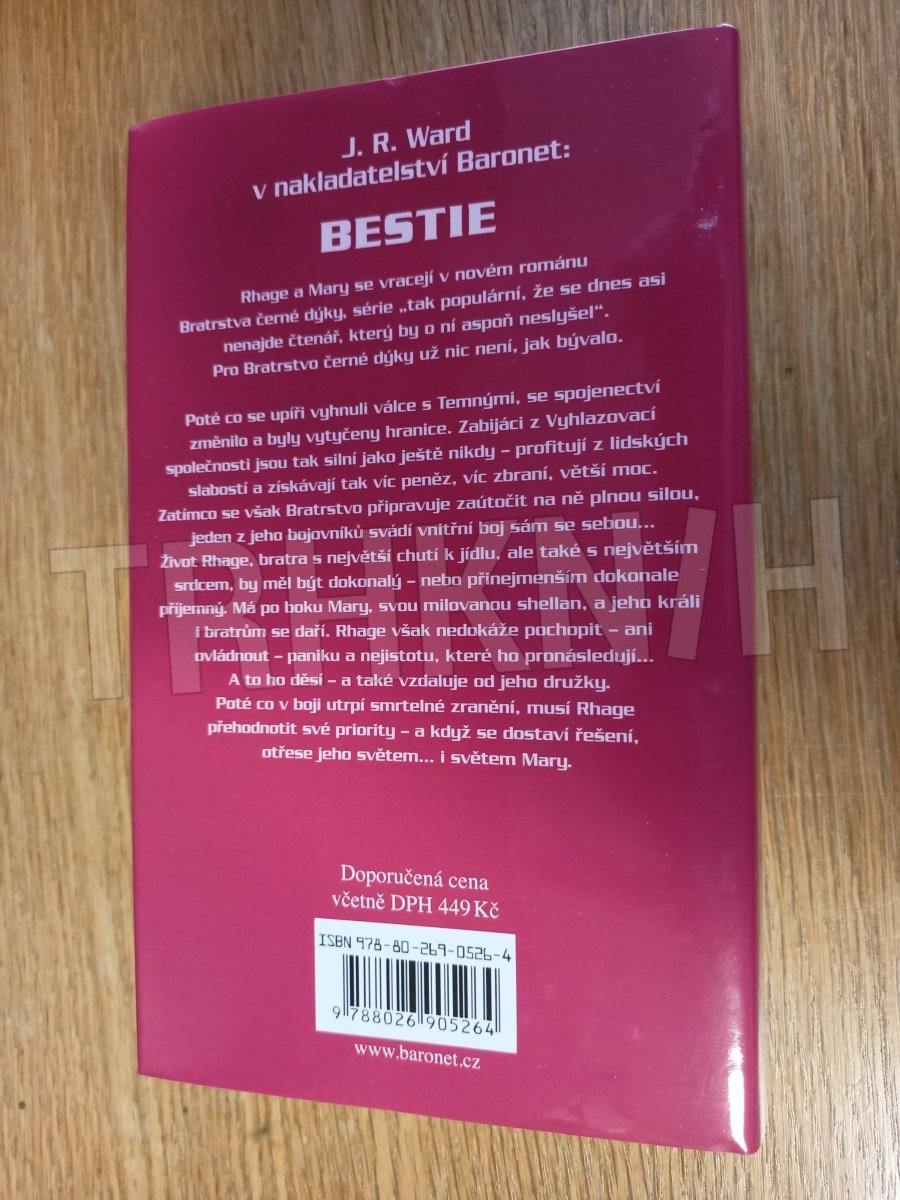 J. R. Ward
v nakladatelství Baronet:
BESTIE
Rhage a Mary se vracejí v novém románu
Bratrstva černé dýky, série „tak populární, že se dnes asi
nenajde čtenář, který by o ní aspoň neslyšel“.
Pro Bratrstvo černé dýky už nic není, jak bývalo.
Poté co se upíři vyhnuli válce s Temnými, se spojenectví
změnilo a byly vytyčeny hranice. Zabijáci z Vyhlazovací
společnosti jsou tak silní jako ještě nikdy – profitují z lidských
slabostí a získávají tak víc peněz, víc zbraní, větší moc.
Zatímco se však Bratrstvo připravuje zaútočit na ně plnou silou,
jeden z jeho bojovníků svádí vnitřní boj sám se sebou...
Život Rhage, bratra s největší chutí k jídlu, ale také s největším
srdcem, by měl být dokonalý – nebo přinejmenším dokonale
příjemný. Má po boku Mary, svou milovanou shellan, a jeho králi
i bratrům se daří. Rhage však nedokáže pochopit – ani
ovládnout – paniku a nejistotu, které ho pronásledují...
A to ho děsí – a také vzdaluje od jeho družky.
Poté co v boji utrpí smrtelné zranění, musí Rhage
přehodnotit své priority – a když se dostaví řešení,
otřese jeho světem... i světem Mary.
TRHKNIH
Doporučená cena
včetně DPH 449 Kč
ISBN 978-80-269-0526-4
9 788026 905264
www.baronet.cz